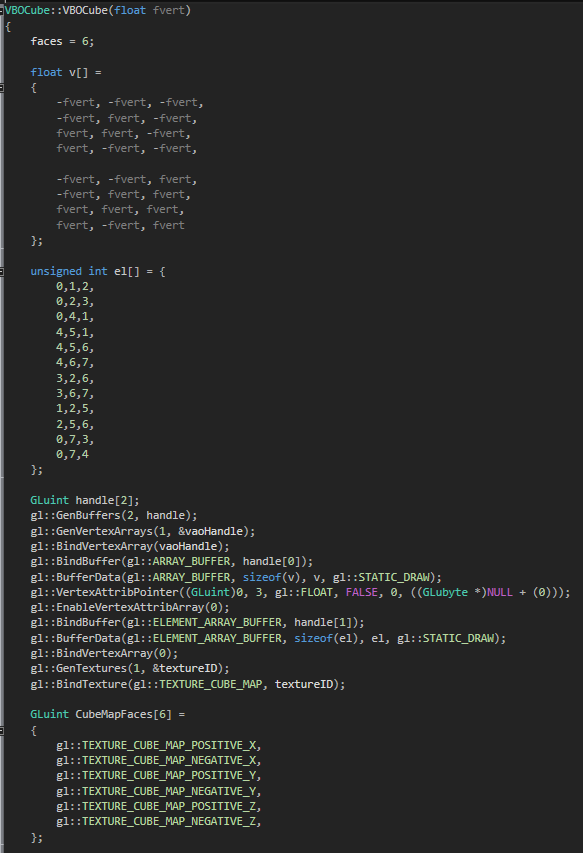 VBOCube::VBOCube(float fvert)
{
    faces = 6;

    float v[] =
    {
        -fvert, -fvert, -fvert,
        -fvert, fvert, -fvert,
        fvert, fvert, -fvert,
        fvert, -fvert, -fvert,

        -fvert, -fvert, fvert,
        -fvert, fvert, fvert,
        fvert, fvert, fvert,
        fvert, -fvert, fvert
    };

    unsigned int el[] = {
        0,1,2,
        0,2,3,
        0,4,1,
        4,5,1,
        4,5,6,
        4,6,7,
        3,2,6,
        3,6,7,
        1,2,5,
        2,5,6,
        0,7,3,
        0,7,4
    };

    GLuint handle[2];
    gl::GenBuffers(2, handle);
    gl::GenVertexArrays(1, &vaoHandle);
    gl::BindVertexArray(vaoHandle);
    gl::BindBuffer(gl::ARRAY_BUFFER, handle[0]);
    gl::BufferData(gl::ARRAY_BUFFER, sizeof(v), v, gl::STATIC_DRAW);
    gl::VertexAttribPointer((GLuint)0, 3, gl::FLOAT, FALSE, 0, ((GLubyte *)NULL + (0)));
    gl::EnableVertexAttribArray(0);
    gl::BindBuffer(gl::ELEMENT_ARRAY_BUFFER, handle[1]);
    gl::BufferData(gl::ELEMENT_ARRAY_BUFFER, sizeof(el), el, gl::STATIC_DRAW);
    gl::BindVertexArray(0);
    gl::GenTextures(1, &textureID);
    gl::BindTexture(gl::TEXTURE_CUBE_MAP, textureID);

    GLuint CubeMapFaces[6] =
    {
        gl::TEXTURE_CUBE_MAP_POSITIVE_X,
        gl::TEXTURE_CUBE_MAP_NEGATIVE_X,
        gl::TEXTURE_CUBE_MAP_POSITIVE_Y,
        gl::TEXTURE_CUBE_MAP_NEGATIVE_Y,
        gl::TEXTURE_CUBE_MAP_POSITIVE_Z,
        gl::TEXTURE_CUBE_MAP_NEGATIVE_Z,
    };